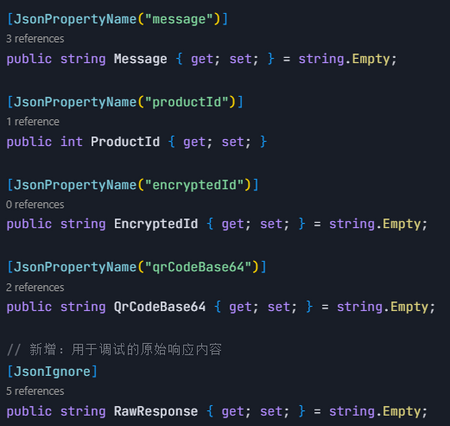 [JsonPropertyName("message")]
3 references
public string Message { get; set; } = string.Empty;
[JsonPropertyName("productId")]
1 reference
public int ProductId { get; set; }
[JsonPropertyName("encryptedId")]
0 references
public string EncryptedId { get; set; } = string.Empty;
[JsonPropertyName("qrCodeBase64")]
2 references
public string QrCodeBase64 { get; set; } = string.Empty;
// 新增: 用于调试的原始响应内容
[JsonIgnore]
5 references
public string RawResponse { get; set; } = string.Empty;